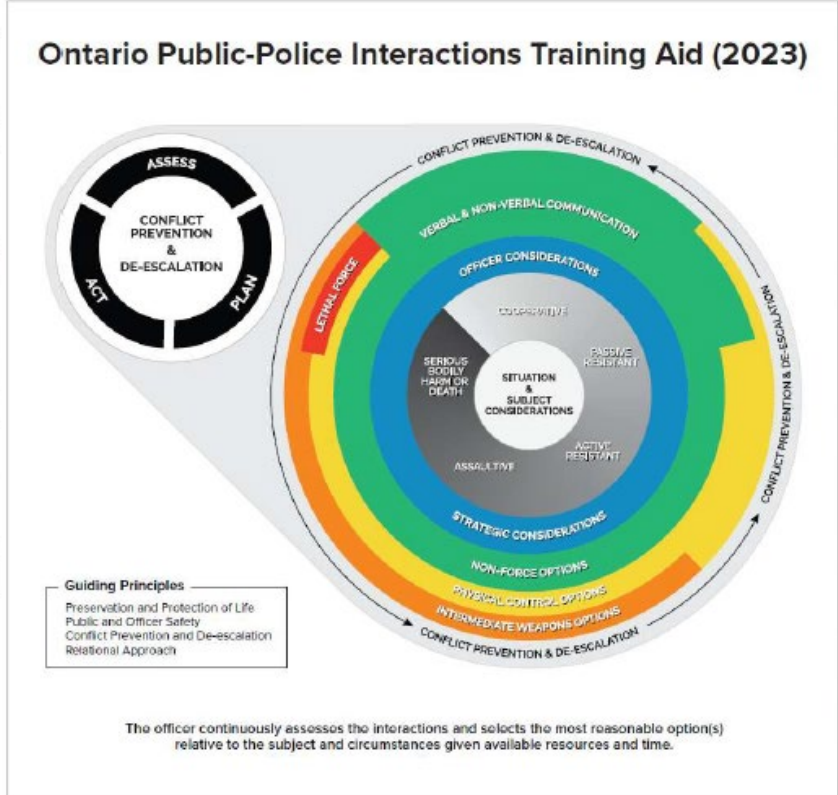 Ontario Public-Police Interactions Training Aid (2023)
ASSESS
PLAN
ACT
CONFLICT
PREVENTION
&
DE-ESCALATION
CONFLICT PREVENTION & DE-ESCALATION
CONFLICT PREVENTION & DE-ESCALATION
CONFLICT PREVENTION & DE-ESCALATION
VERBAL & NON-VERBAL COMMUNICATION
OFFICER CONSIDERATIONS
LETHAL FORCE
COOPERATIVE
PASSIVE
RESISTANT
ACTIVE
RESISTANT
ASSAULTIVE
SERIOUS
BODILY
HARM OR
DEATH
SITUATION
&
SUBJECT
CONSIDERATIONS
STRATEGIC CONSIDERATIONS
NON-FORCE OPTIONS
PHYSICAL CONTROL OPTIONS
INTERMEDIATE WEAPONS OPTIONS
Guiding Principles
Preservation and Protection of Life
Public and Officer Safety
Conflict Prevention and De-escalation
Relational Approach
The officer continuously assesses the interactions and selects the most reasonable option(s)
relative to the subject and circumstances given available resources and time.